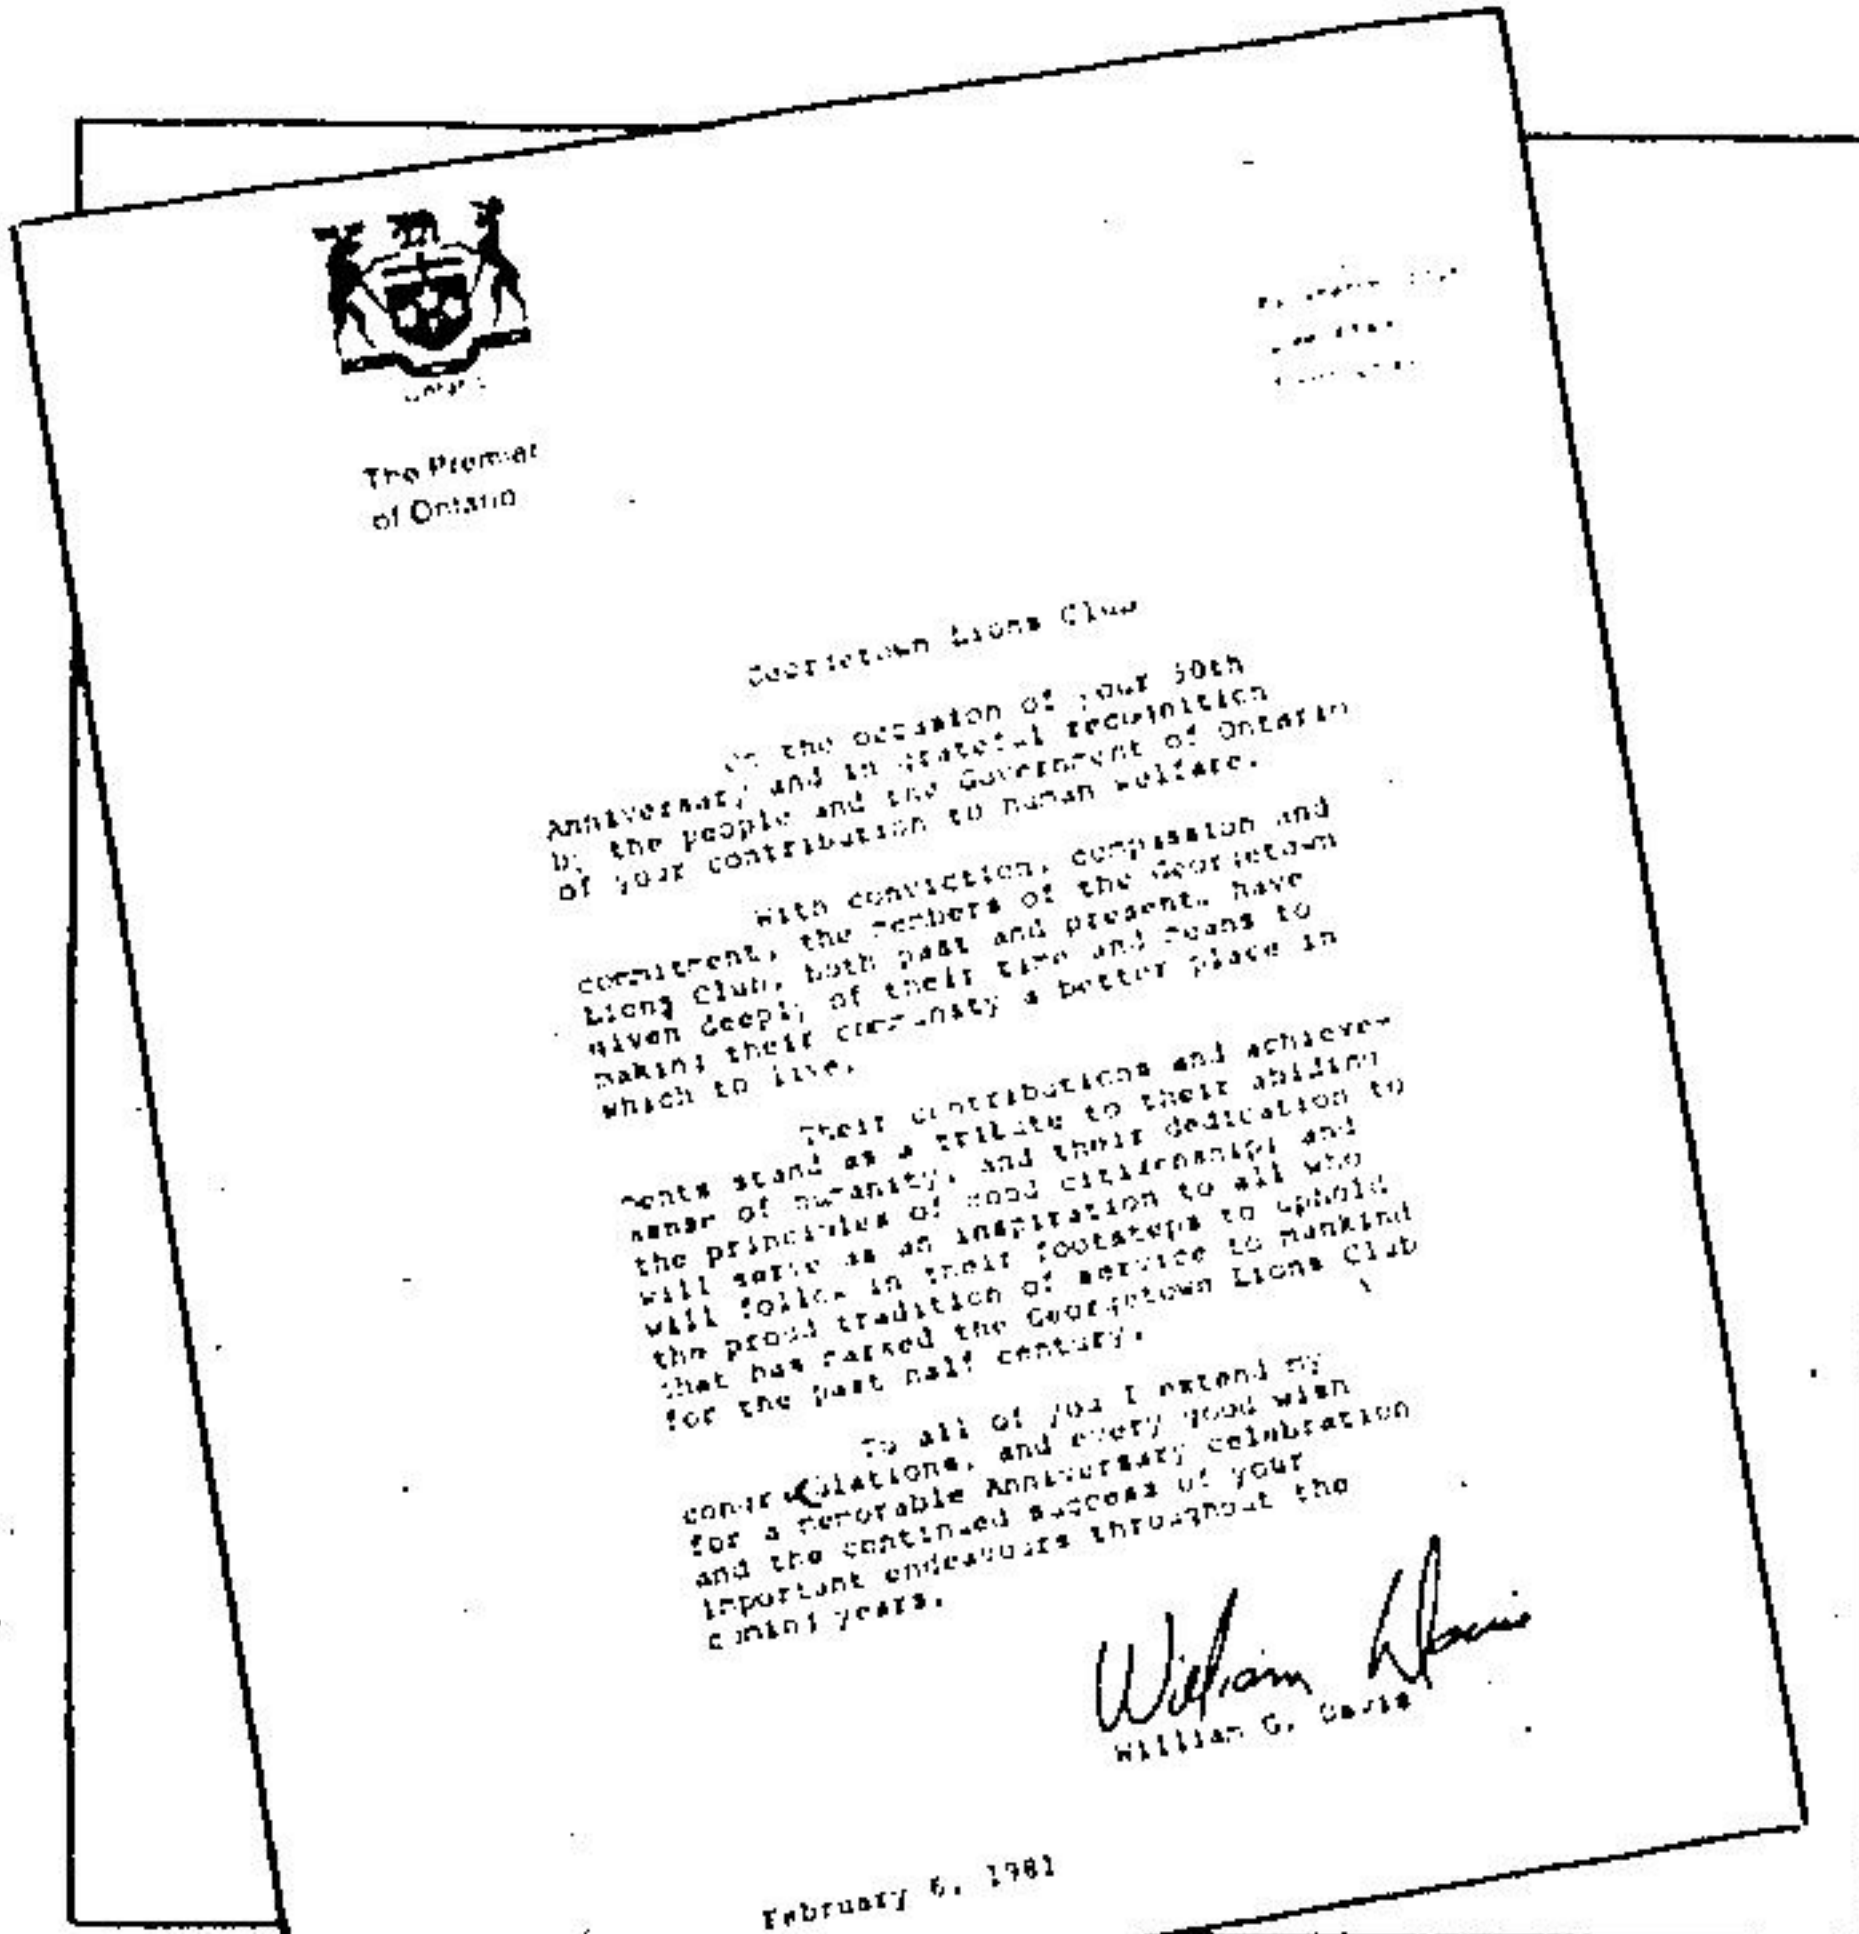 Ontario
The Premier
of Ontario
Georgetown Lions Club
On the occasion of your 50th
Anniversary and in grateful recognition
by the people and the Government of Ontario
of your contribution to human welfare.
With conviction, compassion and
commitment, the members of the Georgetown
Lions Club, both past and present, have
given deeply of their time and means to
making their community a better place in
which to live.
Their contributions and achieve-
ments stand as a tribute to their abiding
sense of humanity, and their dedication to
the principles of good citizenship; and
will serve as an inspiration to all who
will follow in their footsteps to uphold
the proud tradition of service to mankind
that has marked the Georgetown Lions Club
for the past half century.
To all of you I extend my
congratulations, and every good wish
for a memorable Anniversary celebration
and the continued success of your
important endeavours throughout the
coming years.
William Davis
William G. Davis
February 6, 1981